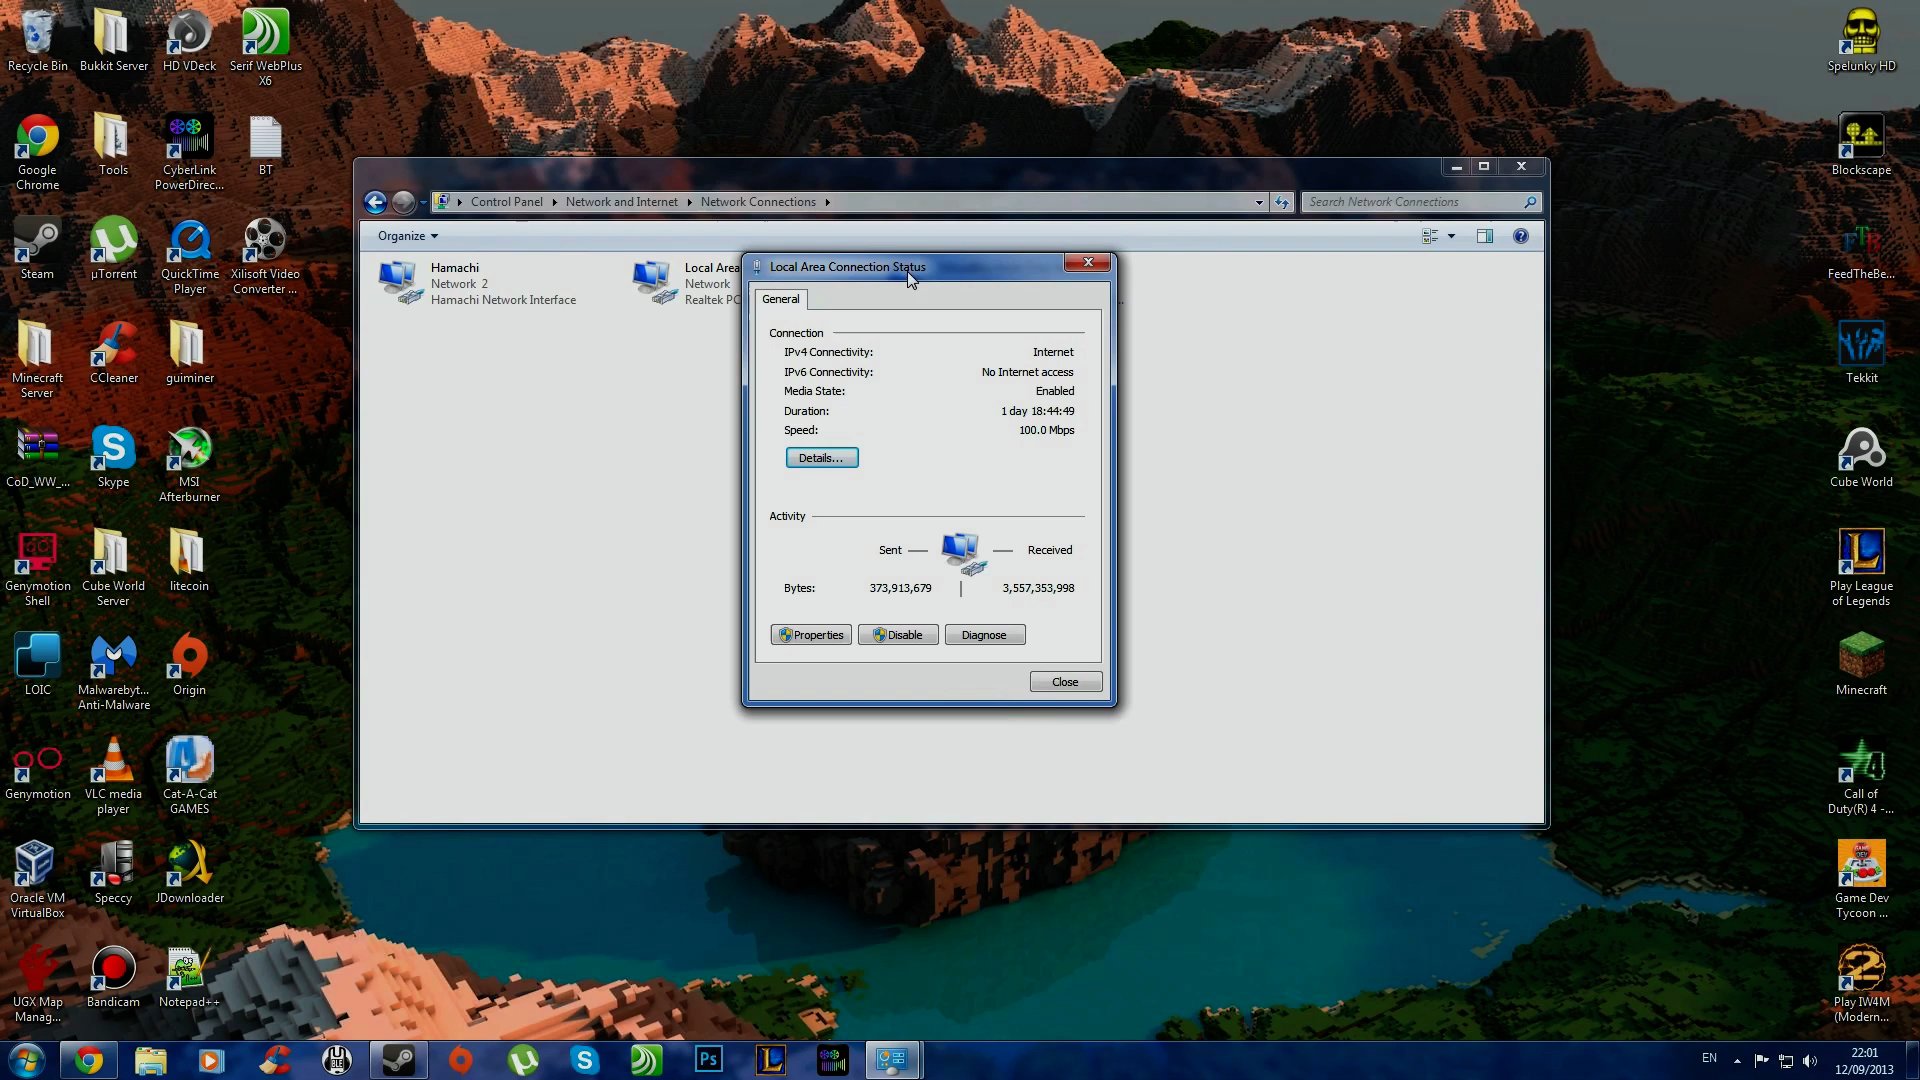 Recycle Bin
Bukkit Server
HD VDeck
Serif WebPlus
X6
Google
Chrome
Tools
CyberLink
PowerDirec...
BT
Steam
µTorrent
QuickTime
Player
Xilisoft Video
Converter ...
Minecraft
Server
CCleaner
guiminer
CoD_WW_...
Skype
MSI
Afterburner
Genymotion
Shell
Cube World
Server
litecoin
LOIC
Malwarebyt...
Anti-Malware
Origin
Genymotion
VLC media
player
Cat-A-Cat
GAMES
Oracle VM
VirtualBox
Speccy
JDownloader
UGX Map
Manag...
Bandicam
Notepad++
Control Panel
Network and Internet
Network Connections
Search Network Connections
Organize
Hamachi
Network 2
Hamachi Network Interface
Local Area
Network
Realtek PC
Local Area Connection Status
General
Connection
IPv4 Connectivity: Internet
IPv6 Connectivity: No Internet access
Media State: Enabled
Duration: 1 day 18:44:49
Speed: 100.0 Mbps
Details...
Activity
Sent
Received
Bytes: 373,913,679 3,557,353,998
Properties
Disable
Diagnose
Close
Spelunky HD
Blockscape
FTB
FeedTheBe...
Tekkit
Cube World
Play League
of Legends
Minecraft
4
Call of
Duty(R) 4 -...
Game Dev
Tycoon ...
2
Play IW4M
(Modern...
Ps
L
EN
22:01
12/09/2013